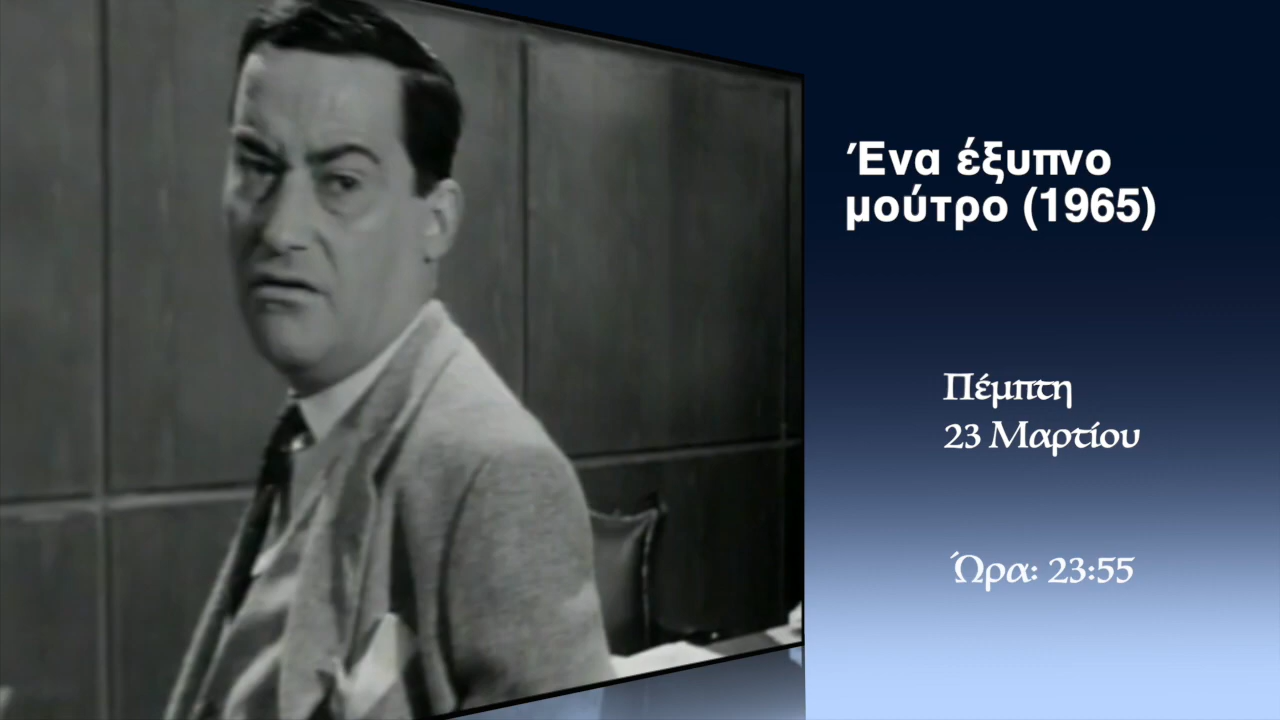 Ένα έξυπνο
μούτρο (1965)
Πέμπτη
23 Μαρτίου
Ώρα: 23:55